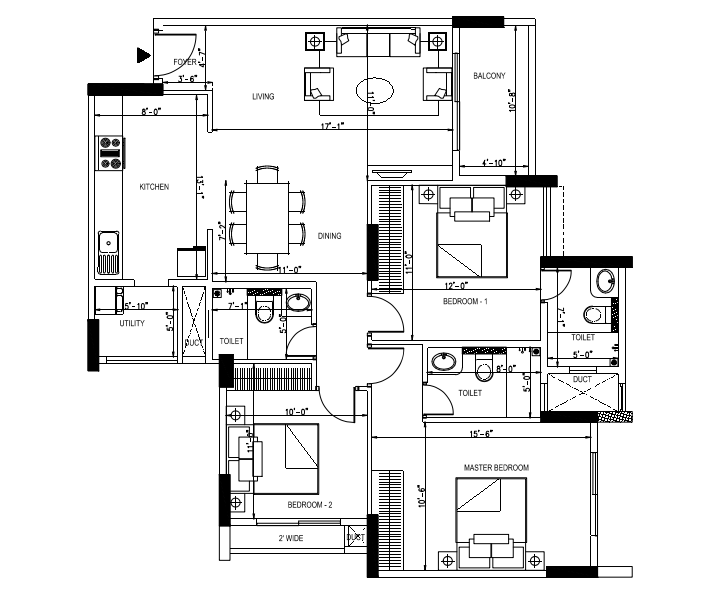 FOYER
4'-7"
3'-6"
LIVING
11'-0"
17'-1"
BALCONY
10'-8"
4'-10"
8'-0"
KITCHEN
13'-1"
7'-2"
DINING
11'-0"
11'-0"
12'-0"
BEDROOM - 1
5'-10"
UTILITY
5'-0"
DUCT
7'-1"
TOILET
5'-0"
7'-1"
TOILET
5'-0"
DUCT
8'-0"
TOILET
5'-0"
10'-0"
11'-0"
BEDROOM - 2
2' WIDE
DUCT
15'-6"
MASTER BEDROOM
10'-6"